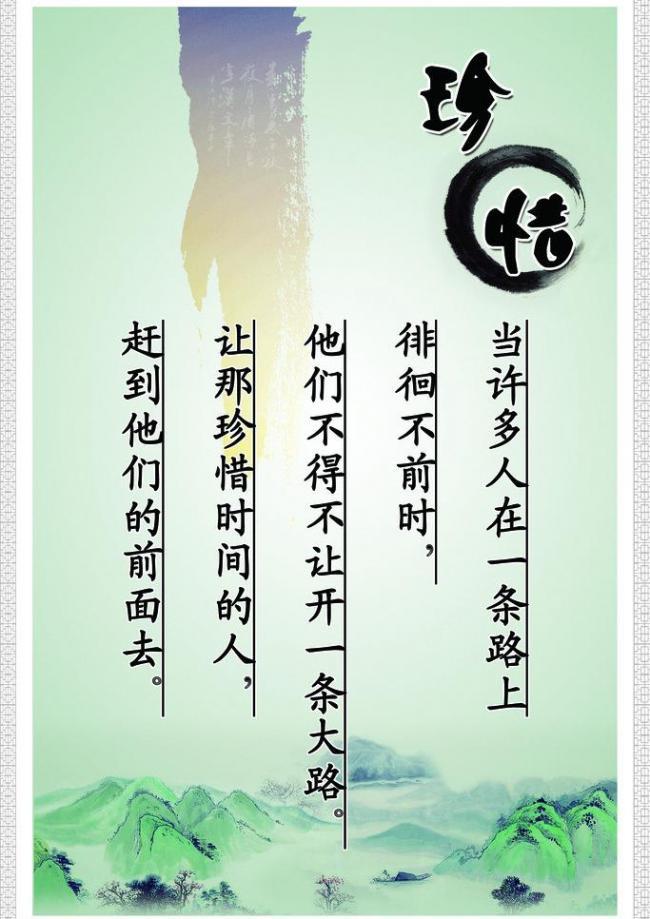 珍惜
当许多人在一条路上
徘徊不前时，
他们不得不让开一条大路。
让那珍惜时间的人，
赶到他们的前面去。